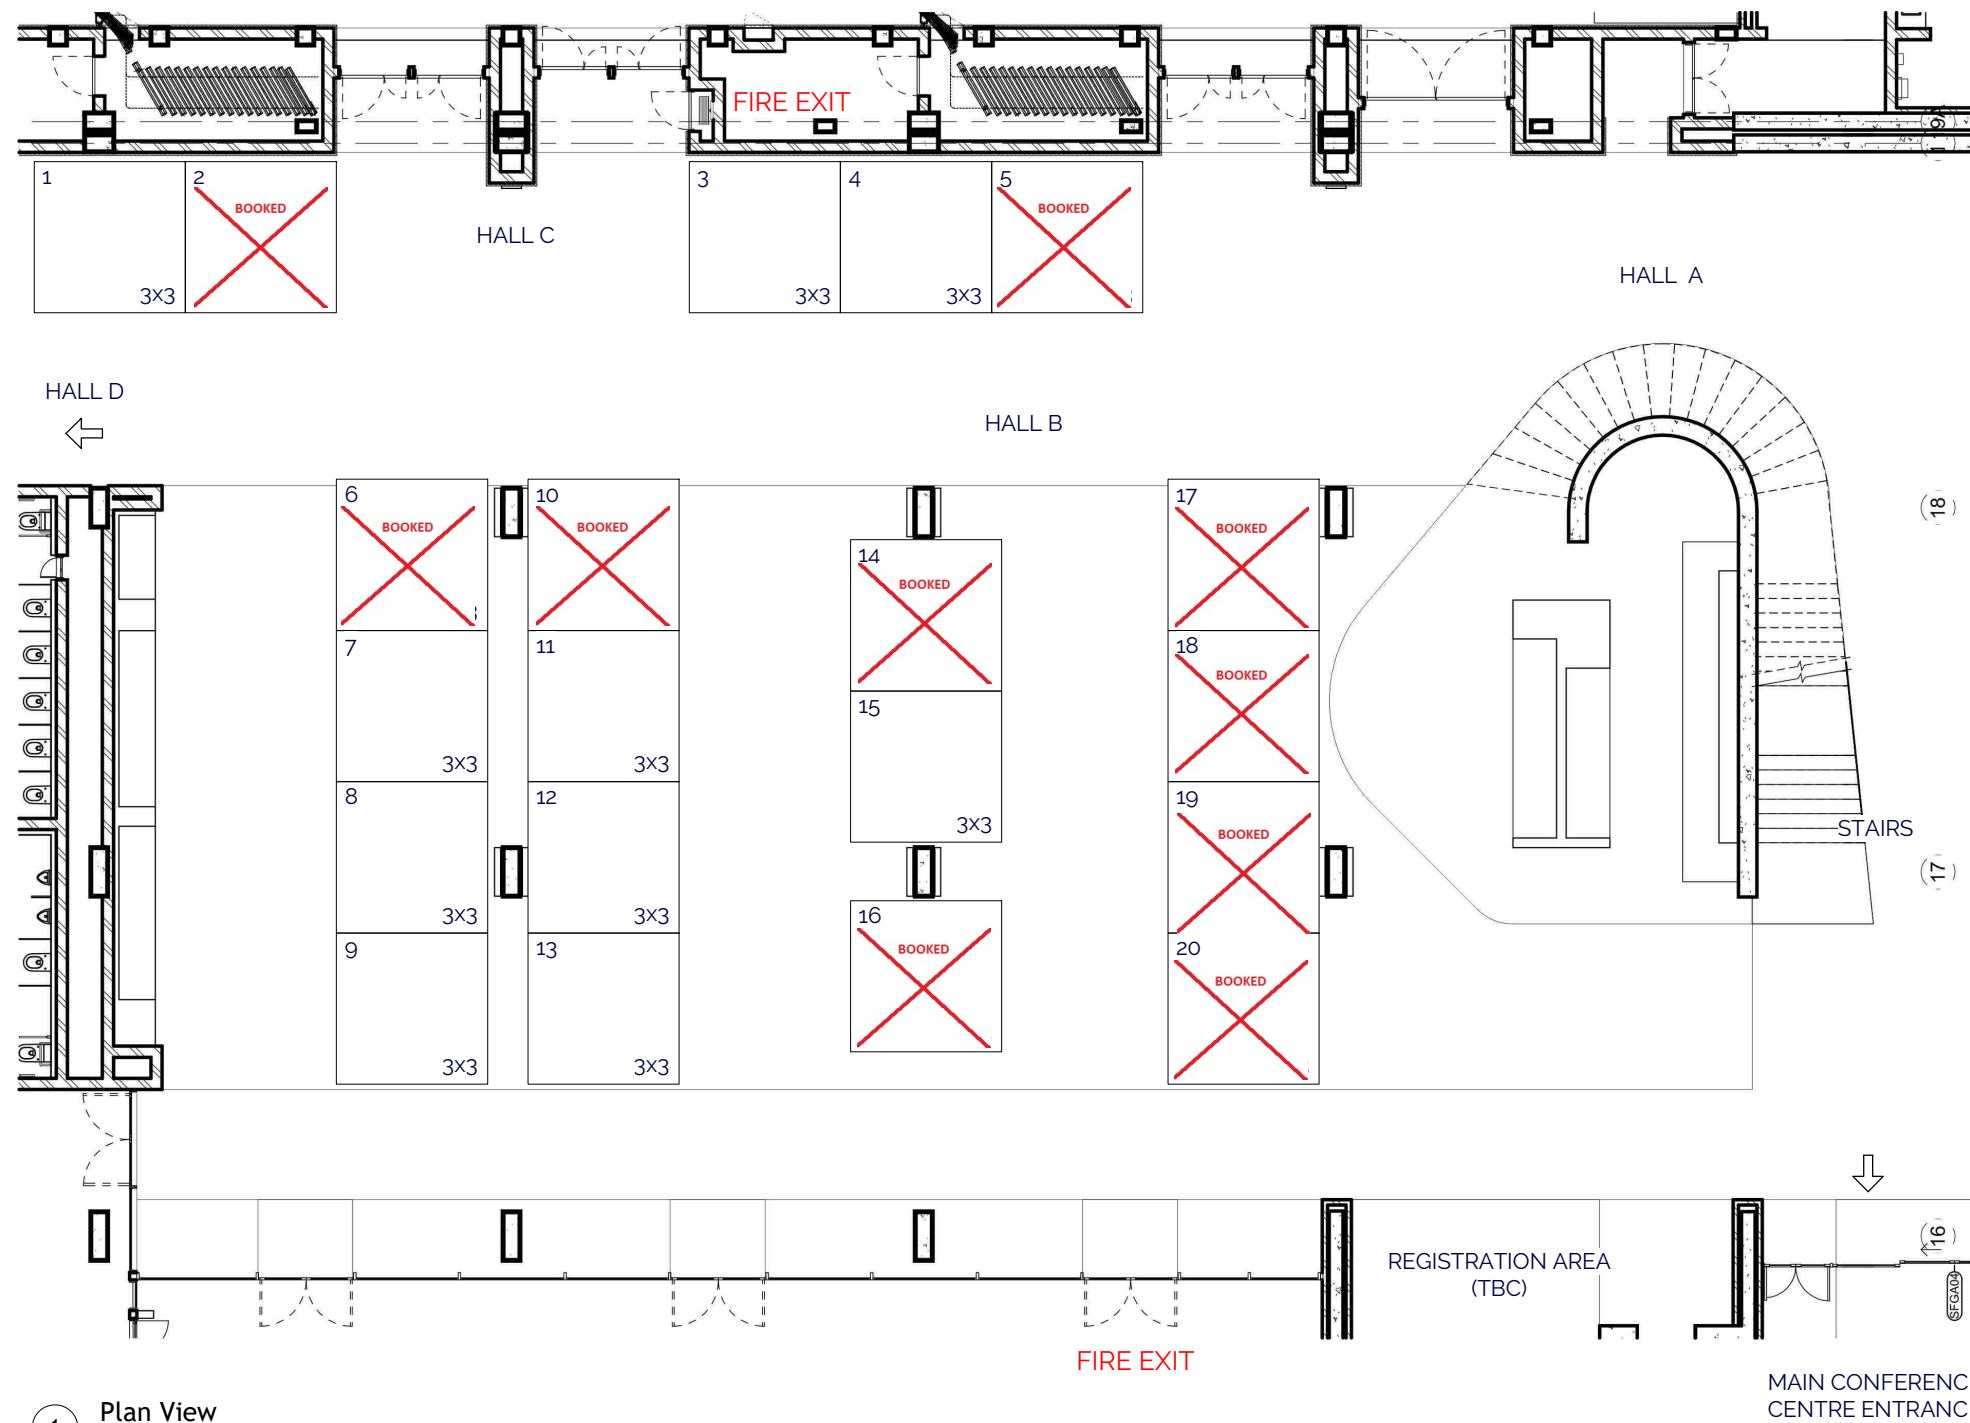 FIRE EXIT
1
2
BOOKED
3X3
HALL C
3
3X3
4
3X3
5
BOOKED
HALL A
HALL D
HALL B
6
BOOKED
10
BOOKED
14
BOOKED
17
BOOKED
18
7
3X3
11
3X3
15
3X3
18
BOOKED
8
3X3
12
3X3
16
BOOKED
19
BOOKED
STAIRS
17
9
3X3
13
3X3
20
BOOKED
REGISTRATION AREA
(TBC)
16
SFGA04
FIRE EXIT
MAIN CONFERENC
CENTRE ENTRANC
Plan View